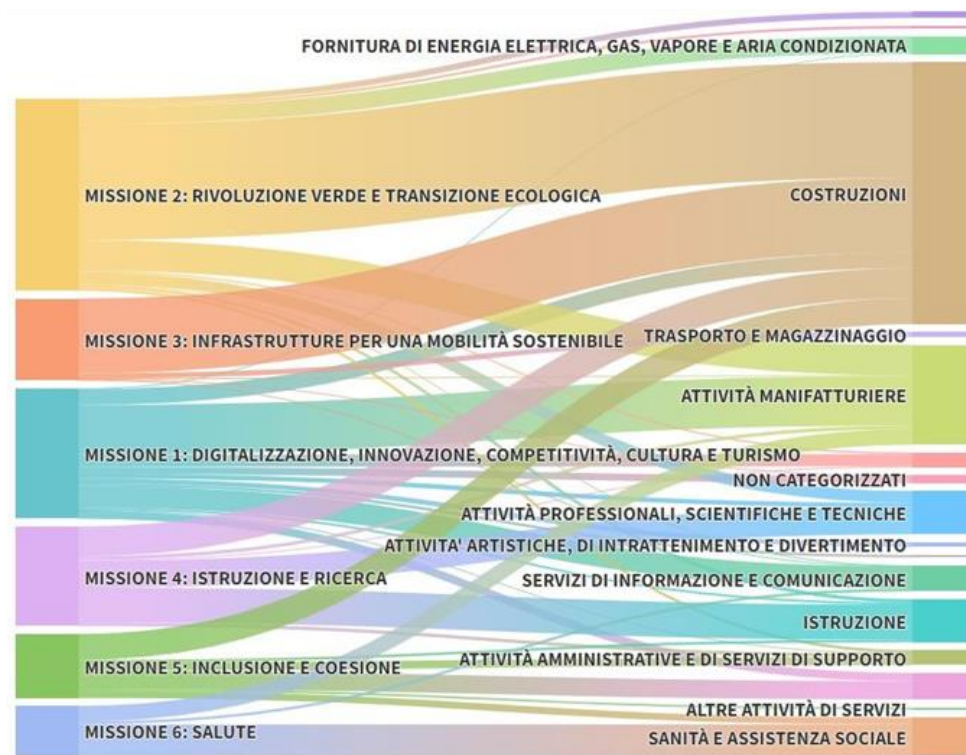 FORNITURA DI ENERGIA ELETTRICA, GAS, VAPORE E ARIA CONDIZIONATA
MISSIONE 2: RIVOLUZIONE VERDE E TRANSIZIONE ECOLOGICA
COSTRUZIONI
MISSIONE 3: INFRASTRUTTURE PER UNA MOBILITÀ SOSTENIBILE
TRASPORTO E MAGAZZINAGGIO
ATTIVITÀ MANIFATTURIERE
MISSIONE 1: DIGITALIZZAZIONE, INNOVAZIONE, COMPETITIVITÀ, CULTURA E TURISMO
NON CATEGORIZZATI
ATTIVITÀ PROFESSIONALI, SCIENTIFICHE E TECNICHE
ATTIVITA' ARTISTICHE, DI INTRATTENIMENTO E DIVERTIMENTO
MISSIONE 4: ISTRUZIONE E RICERCA
SERVIZI DI INFORMAZIONE E COMUNICAZIONE
ISTRUZIONE
ATTIVITÀ AMMINISTRATIVE E DI SERVIZI DI SUPPORTO
MISSIONE 5: INCLUSIONE E COESIONE
ALTRE ATTIVITÀ DI SERVIZI
MISSIONE 6: SALUTE
SANITÀ E ASSISTENZA SOCIALE